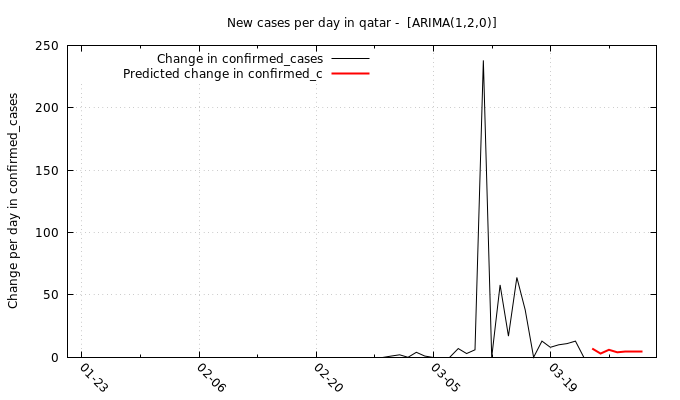 New cases per day in qatar -  [ARIMA(1,2,0)]
Change in confirmed_cases
Predicted change in confirmed_c
Change per day in confirmed_cases
250
200
150
100
50
0
01-23
02-06
02-20
03-05
03-19